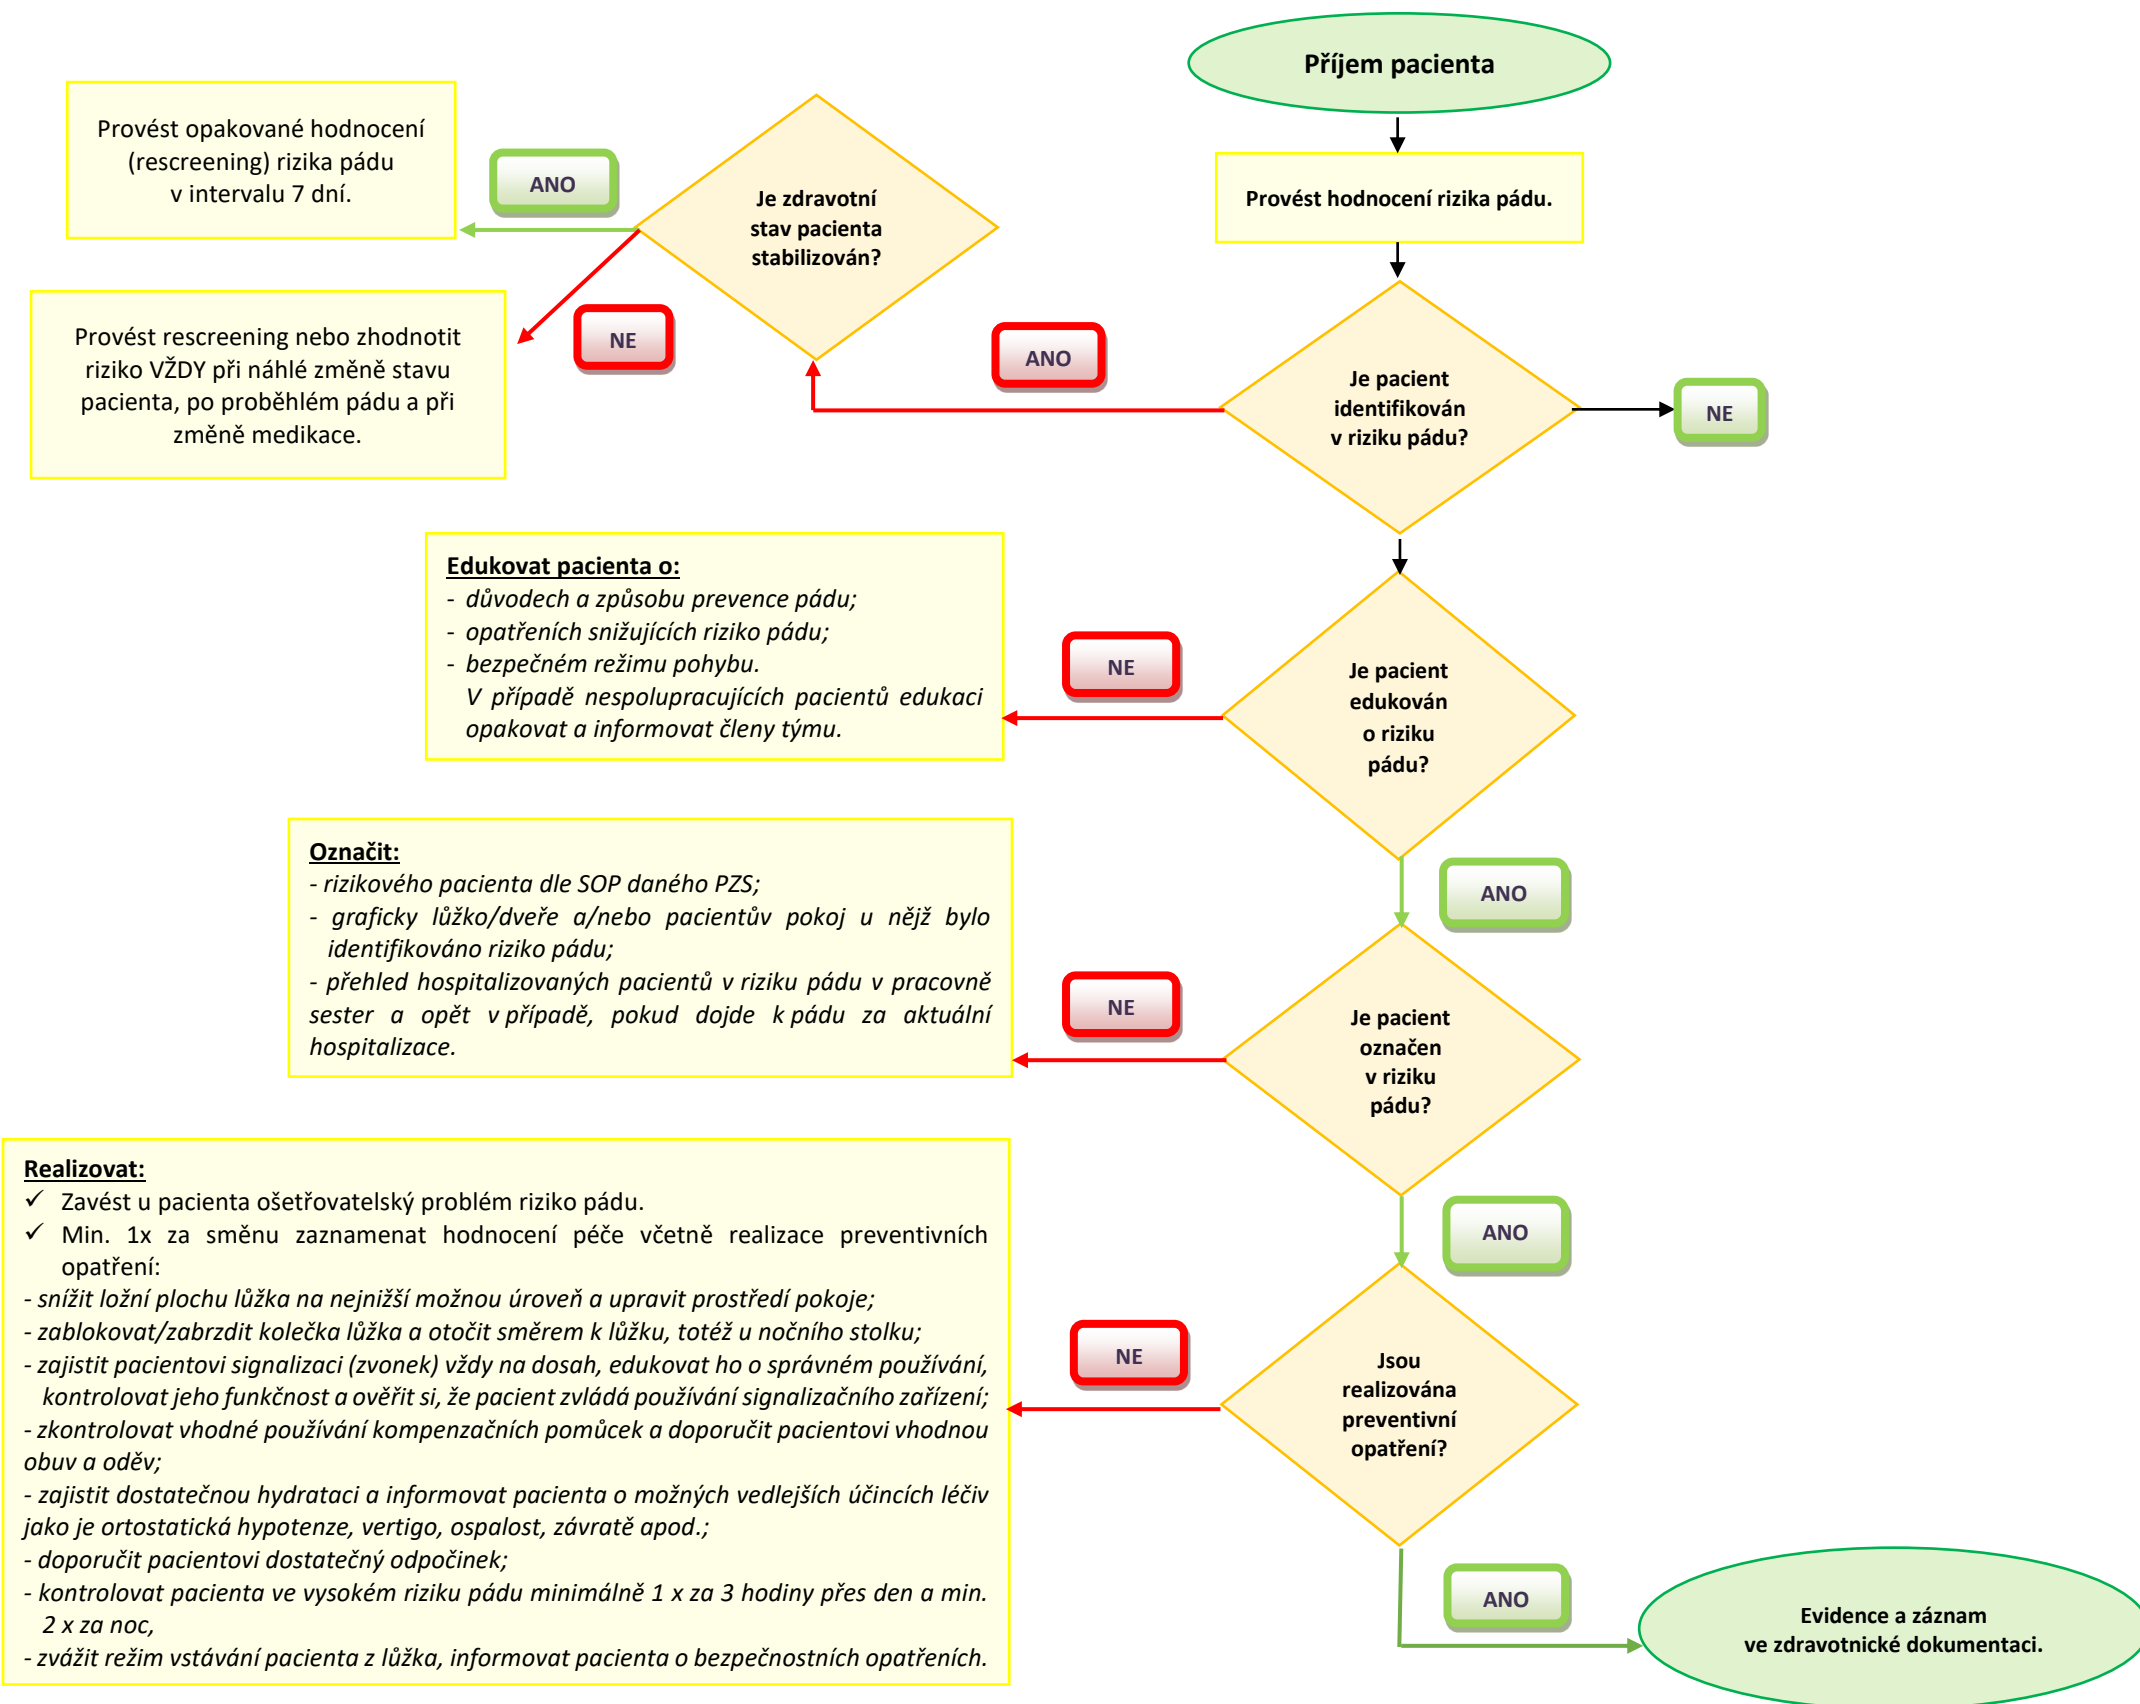 Příjem pacienta
Provést hodnocení rizika pádu.
Provést opakované hodnocení
(rescreening) rizika pádu
v intervalu 7 dní.
ANO
Je zdravotní
stav pacienta
stabilizován?
Provést rescreening nebo zhodnotit
riziko VŽDY při náhlé změně stavu
pacienta, po proběhlém pádu a při
změně medikace.
NE
ANO
Je pacient
identifikován
v riziku pádu?
NE
Edukovat pacienta o:
- důvodech a způsobu prevence pádu;
- opatřeních snižujících riziko pádu;
- bezpečném režimu pohybu.
V případě nespolupracujících pacientů edukaci
opakovat a informovat členy týmu.
NE
Je pacient
edukován
o riziku
pádu?
ANO
Označit:
- rizikového pacienta dle SOP daného PZS;
- graficky lůžko/dveře a/nebo pacientův pokoj u nějž bylo
identifikováno riziko pádu;
- přehled hospitalizovaných pacientů v riziku pádu v pracovně
sester a opět v případě, pokud dojde k pádu za aktuální
hospitalizace.
NE
Je pacient
označen
v riziku
pádu?
ANO
Realizovat:
✓ Zavést u pacienta ošetřovatelský problém riziko pádu.
✓ Min. 1x za směnu zaznamenat hodnocení péče včetně realizace preventivních
opatření:
- snížit ložní plochu lůžka na nejnižší možnou úroveň a upravit prostředí pokoje;
- zablokovat/zabrzdit kolečka lůžka a otočit směrem k lůžku, totéž u nočního stolku;
- zajistit pacientovi signalizaci (zvonek) vždy na dosah, edukovat ho o správném používání,
kontrolovat jeho funkčnost a ověřit si, že pacient zvládá používání signalizačního zařízení;
- zkontrolovat vhodné používání kompenzačních pomůcek a doporučit pacientovi vhodnou
obuv a oděv;
- zajistit dostatečnou hydrataci a informovat pacienta o možných vedlejších účincích léčiv
jako je ortostatická hypotenze, vertigo, ospalost, závratě apod.;
- doporučit pacientovi dostatečný odpočinek;
- kontrolovat pacienta ve vysokém riziku pádu minimálně 1 x za 3 hodiny přes den a min.
2 x za noc,
- zvážit režim vstávání pacienta z lůžka, informovat pacienta o bezpečnostních opatřeních.
NE
Jsou
realizována
preventivní
opatření?
ANO
Evidence a záznam
ve zdravotnické dokumentaci.